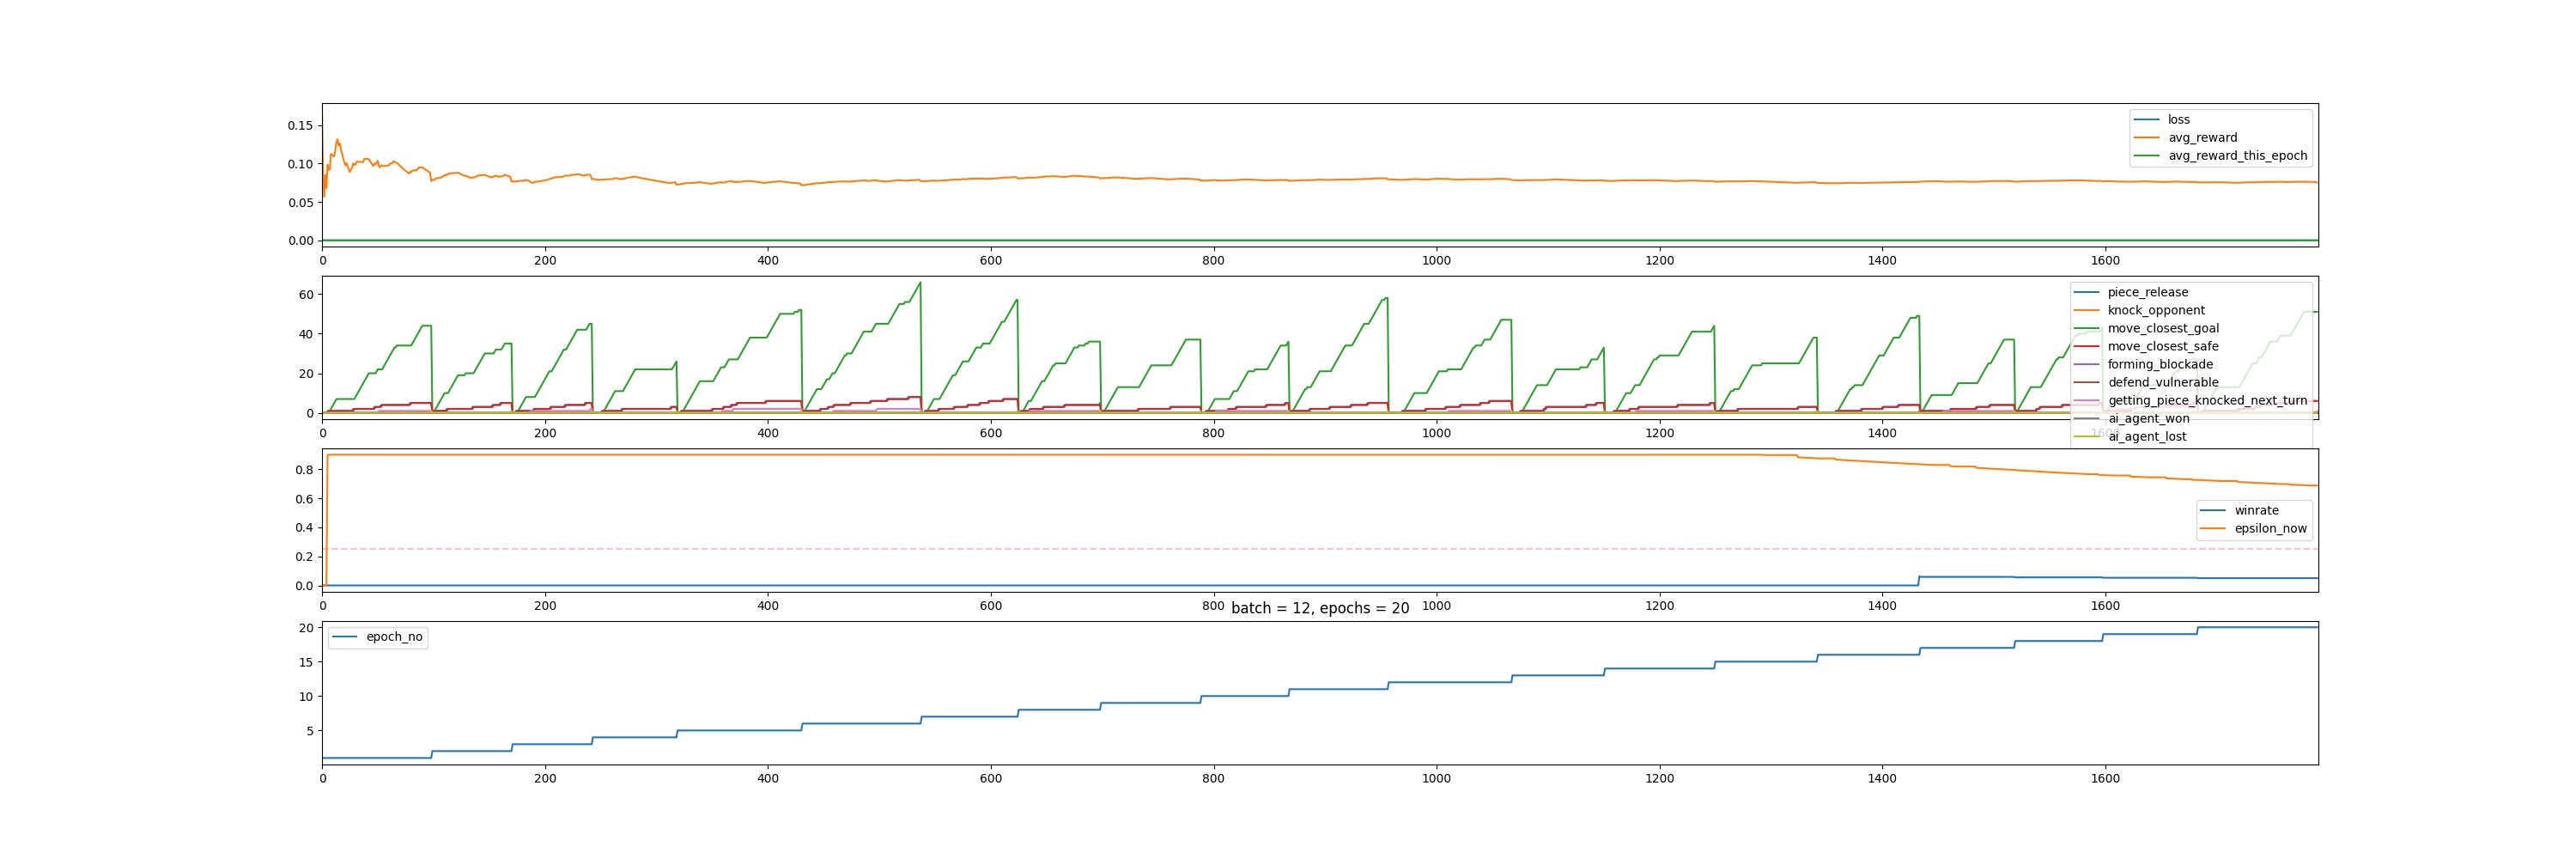 0.15
0.10
0.05
0.00
loss
avg_reward
avg_reward_this_epoch
0 200 400 600 800 1000 1200 1400 1600
60
40
20
0
piece_release
knock_opponent
move_closest_goal
move_closest_safe
forming_blockade
defend_vulnerable
getting_piece_knocked_next_turn
ai_agent_won
ai_agent_lost
0 200 400 600 800 1000 1200 1400 1600
0.8
0.6
0.4
0.2
0.0
winrate
epsilon_now
0 200 400 600 800 1000 1200 1400 1600
batch = 12, epochs = 20
20
15
10
5
epoch_no
0 200 400 600 800 1000 1200 1400 1600